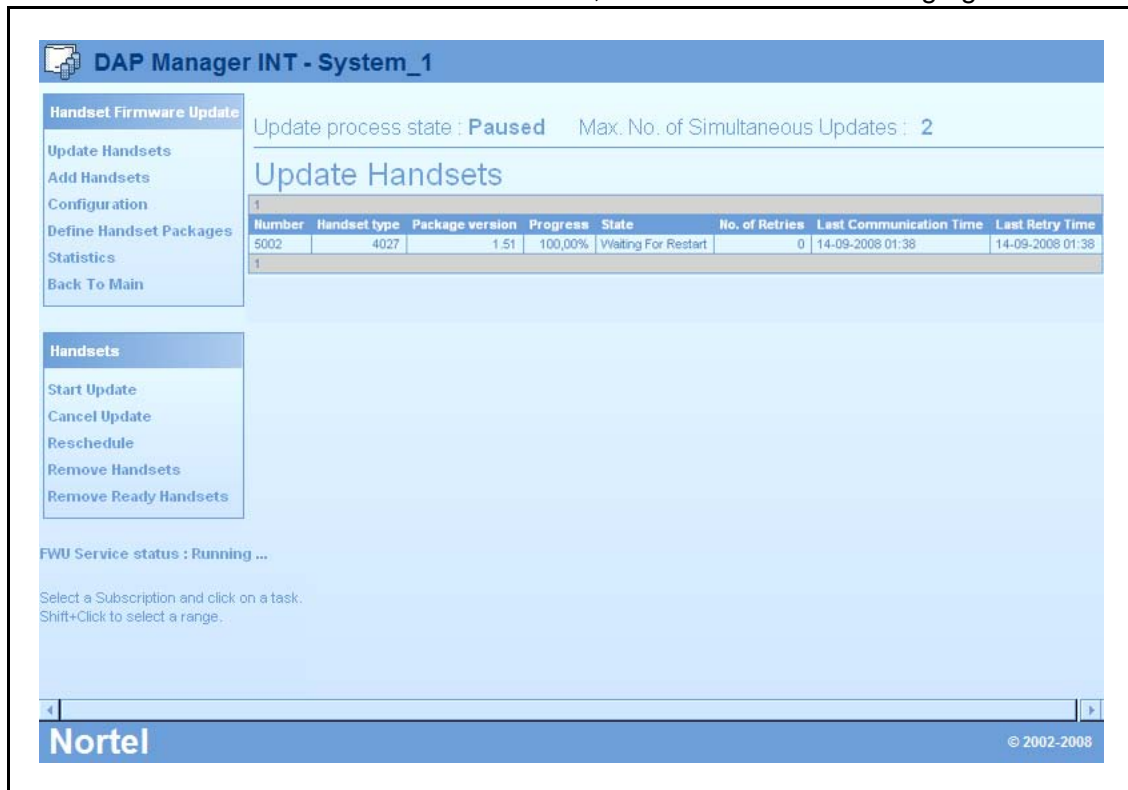 DAP Manager INT - System_1
Handset Firmware Update
Update Handsets
Add Handsets
Configuration
Define Handset Packages
Statistics
Back To Main
Handsets
Start Update
Cancel Update
Reschedule
Remove Handsets
Remove Ready Handsets
FWU Service status : Running ...
Select a Subscription and click on a task.
Shift+Click to select a range.
Update process state : Paused Max. No. of Simultaneous Updates : 2
Update Handsets
1
Number Handset type Package version Progress State No. of Retries Last Communication Time Last Retry Time
5002 4027 1.51 100,00% Waiting For Restart 0 14-09-2008 01:38 14-09-2008 01:38
1
Nortel
© 2002-2008